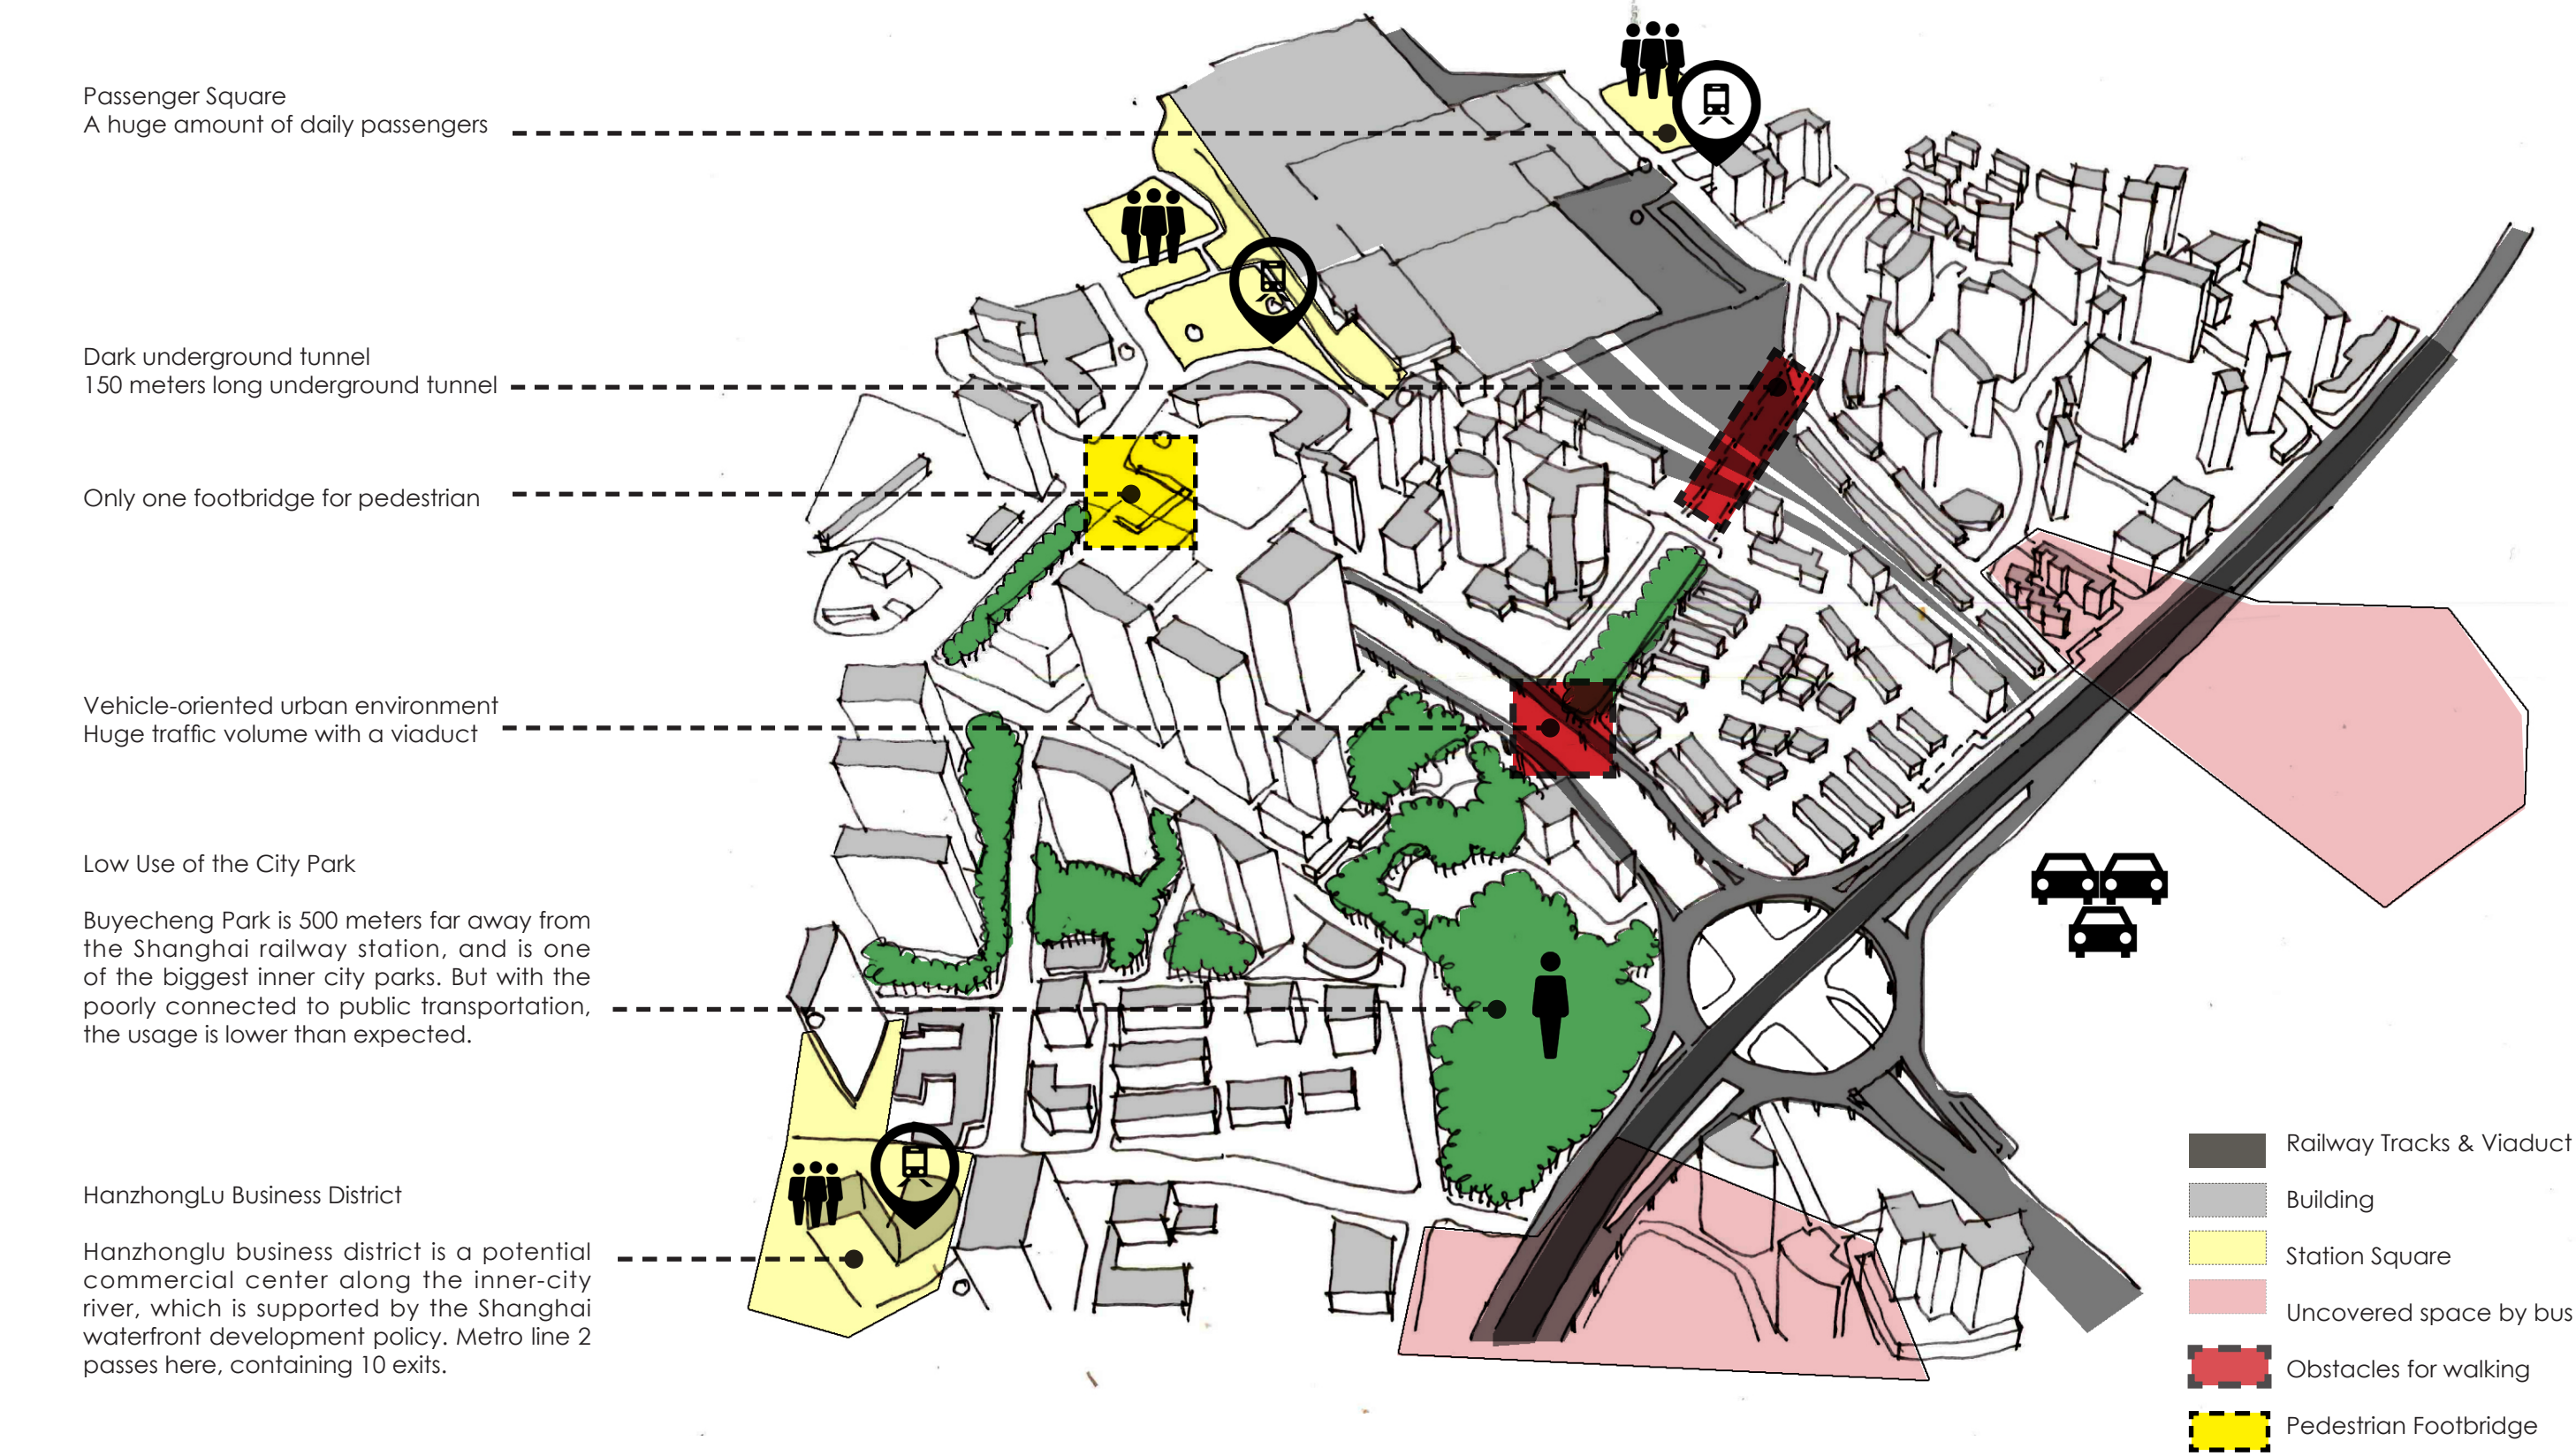 Passenger Square
A huge amount of daily passengers
Dark underground tunnel
150 meters long underground tunnel
Only one footbridge for pedestrian
Vehicle-oriented urban environment
Huge traffic volume with a viaduct
Low Use of the City Park
Buyecheng Park is 500 meters far away from
the Shanghai railway station, and is one
of the biggest inner city parks. But with the
poorly connected to public transportation,
the usage is lower than expected.
HanzhongLu Business District
Hanzhonglu business district is a potential
commercial center along the inner-city
river, which is supported by the Shanghai
waterfront development policy. Metro line 2
passes here, containing 10 exits.
Railway Tracks & Viaduct
Building
Station Square
Uncovered space by bus
Obstacles for walking
Pedestrian Footbridge